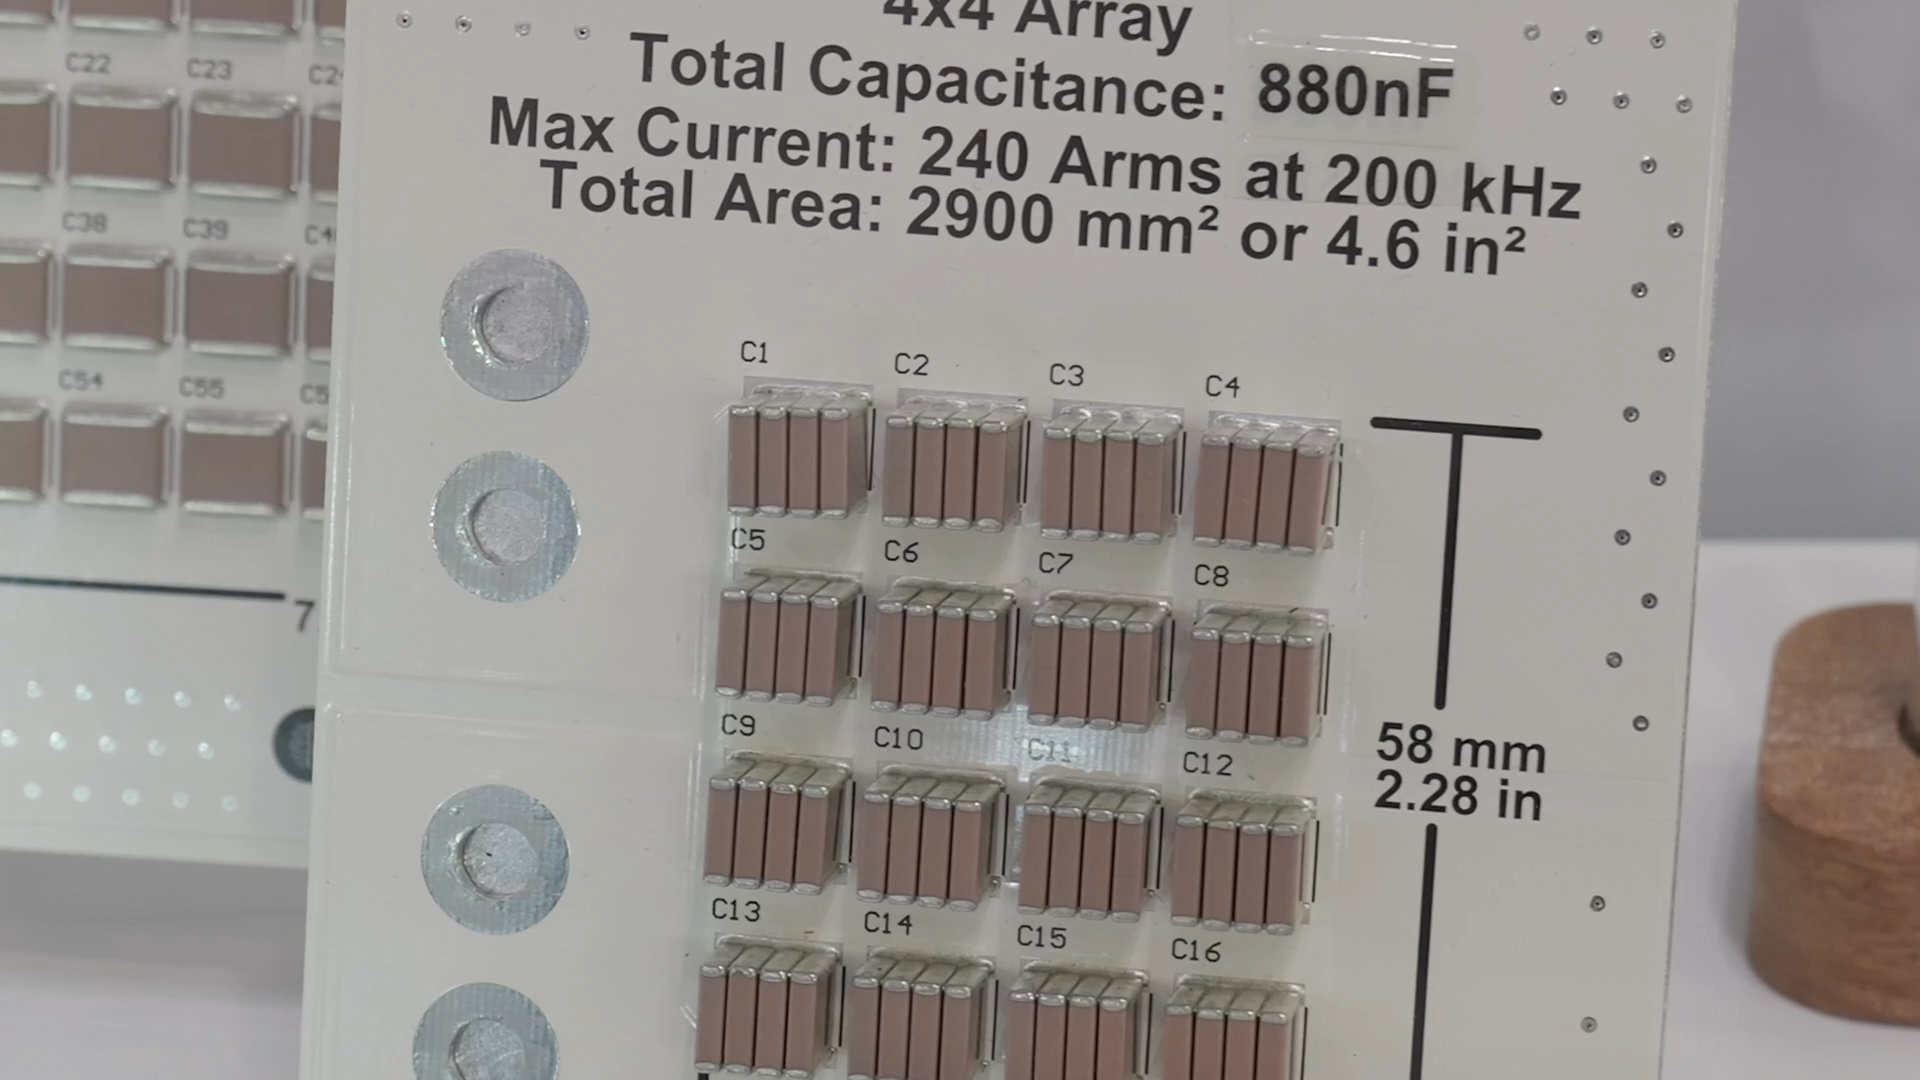 4x4 Array
Total Capacitance: 880nF
Max Current: 240 Arms at 200 kHz
Total Area: 2900 mm² or 4.6 in²
C22 C23
C38 C39
C54 C55
7
C1 C2 C3 C4
C5 C6 C7 C8
C9 C10 C11 C12
C13 C14 C15 C16
58 mm
2.28 in